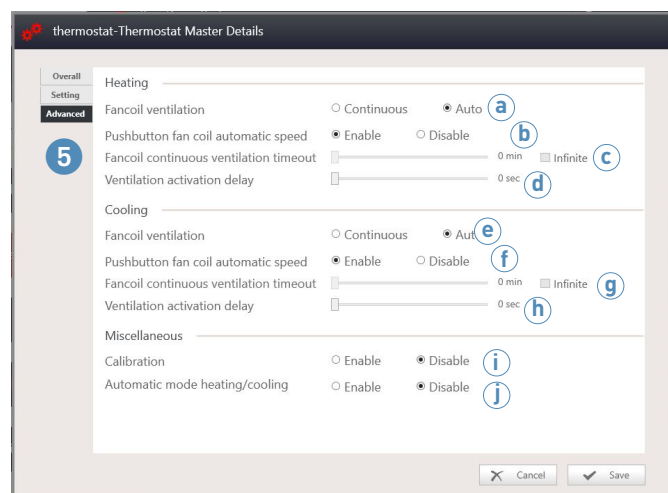 thermostat-Thermostat Master Details
Overall
Setting
Advanced
5
Heating
Fancoil ventilation Continuous Auto a
Pushbutton fan coil automatic speed Enable Disable b
Fancoil continuous ventilation timeout 0 min Infinite c
Ventilation activation delay 0 sec d
Cooling
Fancoil ventilation Continuous Auto e
Pushbutton fan coil automatic speed Enable Disable f
Fancoil continuous ventilation timeout 0 min Infinite g
Ventilation activation delay 0 sec h
Miscellaneous
Calibration Enable Disable i
Automatic mode heating/cooling Enable Disable j
Cancel Save